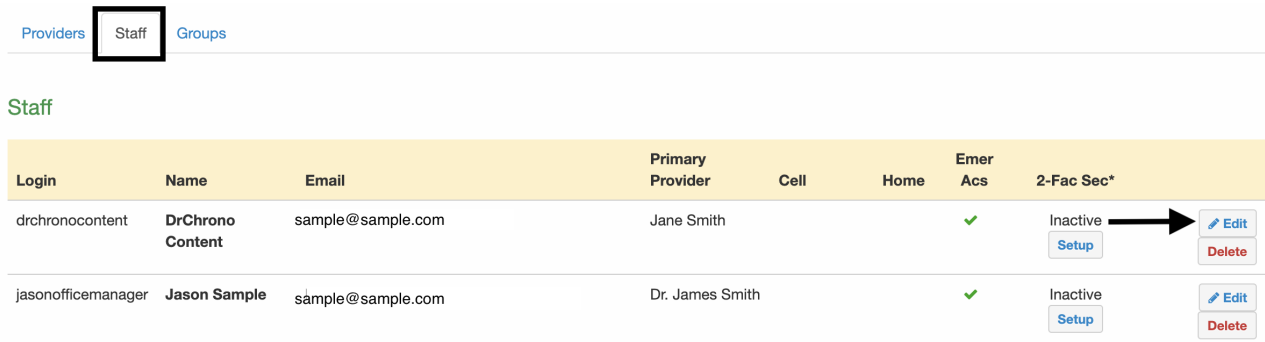 Providers Staff Groups
Staff
Login Name Email Primary Provider Cell Home Emer Acs 2-Fac Sec*
drchronocontent DrChrono Content sample@sample.com Jane Smith Inactive Edit
Setup Delete
jasonofficemanager Jason Sample sample@sample.com Dr. James Smith Inactive Edit
Setup Delete